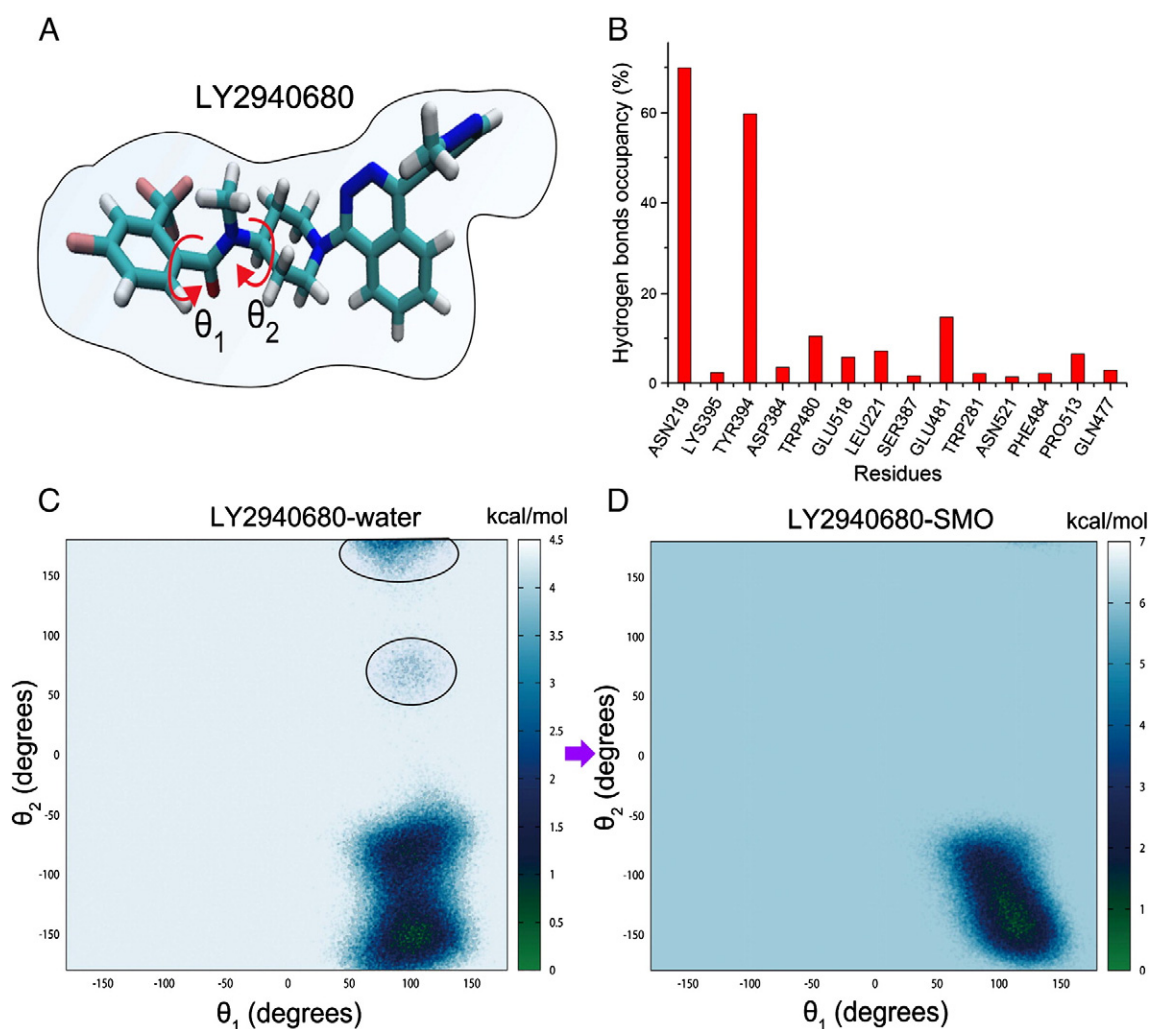 A
LY2940680
θ1
θ2
B
Hydrogen bonds occupancy (%)
60
40
20
0
ASN219
LYS395
TYR394
ASP384
TRP480
GLU518
LEU221
SER387
GLU481
TRP281
ASN521
PHE484
PRO513
GLN477
Residues
C
LY2940680-water
kcal/mol
θ2 (degrees)
150
100
50
0
-50
-100
-150
-150
-100
-50
0
50
100
150
θ1 (degrees)
4.5
4
3.5
3
2.5
2
1.5
1
0.5
0
D
LY2940680-SMO
kcal/mol
θ2 (degrees)
150
100
50
0
-50
-100
-150
-150
-100
-50
0
50
100
150
θ1 (degrees)
7
6
5
4
3
2
1
0